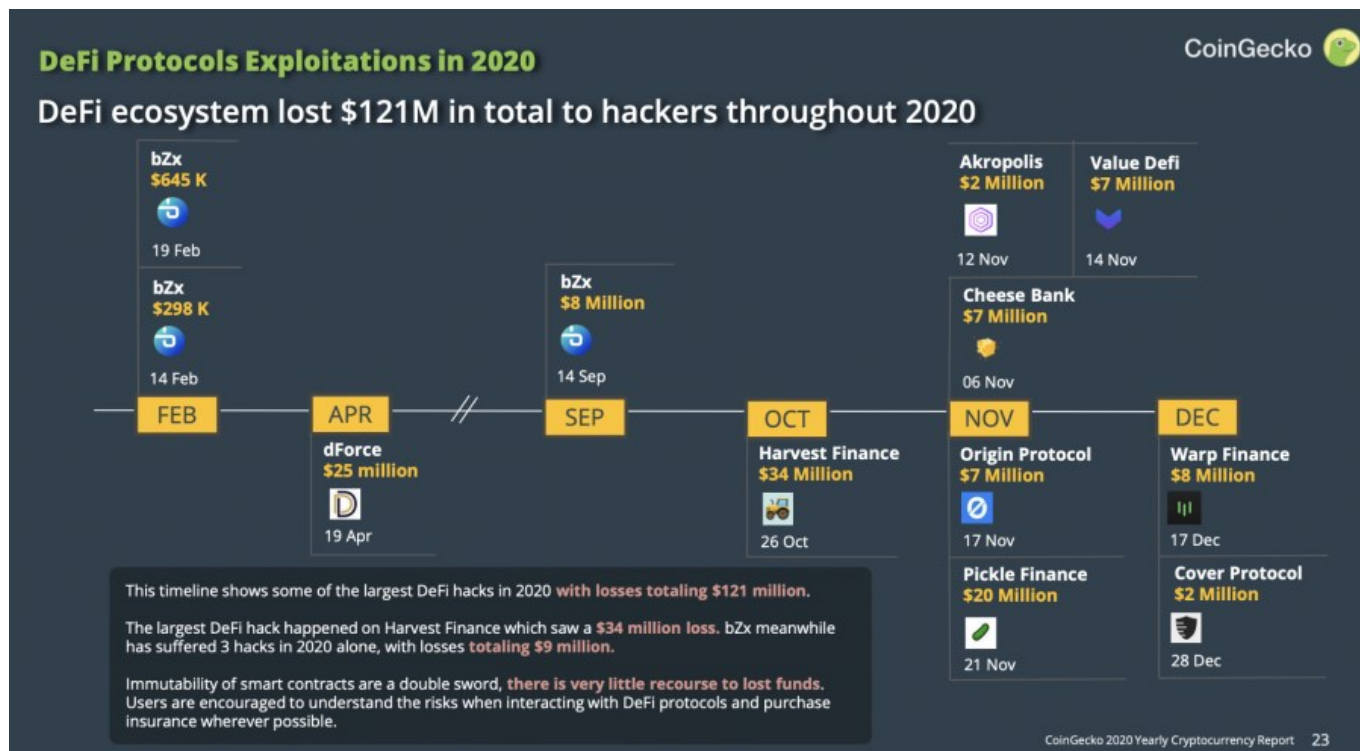 CoinGecko
DeFi Protocols Exploitations in 2020
DeFi ecosystem lost $121M in total to hackers throughout 2020
bZx
$645 K
19 Feb
bZx
$298 K
14 Feb
FEB
APR
dForce
$25 million
19 Apr
bZx
$8 Million
14 Sep
SEP
OCT
Harvest Finance
$34 Million
26 Oct
Akropolis
$2 Million
12 Nov
Value Defi
$7 Million
14 Nov
Cheese Bank
$7 Million
06 Nov
NOV
Origin Protocol
$7 Million
17 Nov
Pickle Finance
$20 Million
21 Nov
DEC
Warp Finance
$8 Million
17 Dec
Cover Protocol
$2 Million
28 Dec
This timeline shows some of the largest DeFi hacks in 2020 with losses totaling $121 million.
The largest DeFi hack happened on Harvest Finance which saw a $34 million loss. bZx meanwhile
has suffered 3 hacks in 2020 alone, with losses totaling $9 million.
Immutability of smart contracts are a double sword, there is very little recourse to lost funds.
Users are encouraged to understand the risks when interacting with DeFi protocols and purchase
insurance wherever possible.
CoinGecko 2020 Yearly Cryptocurrency Report 23